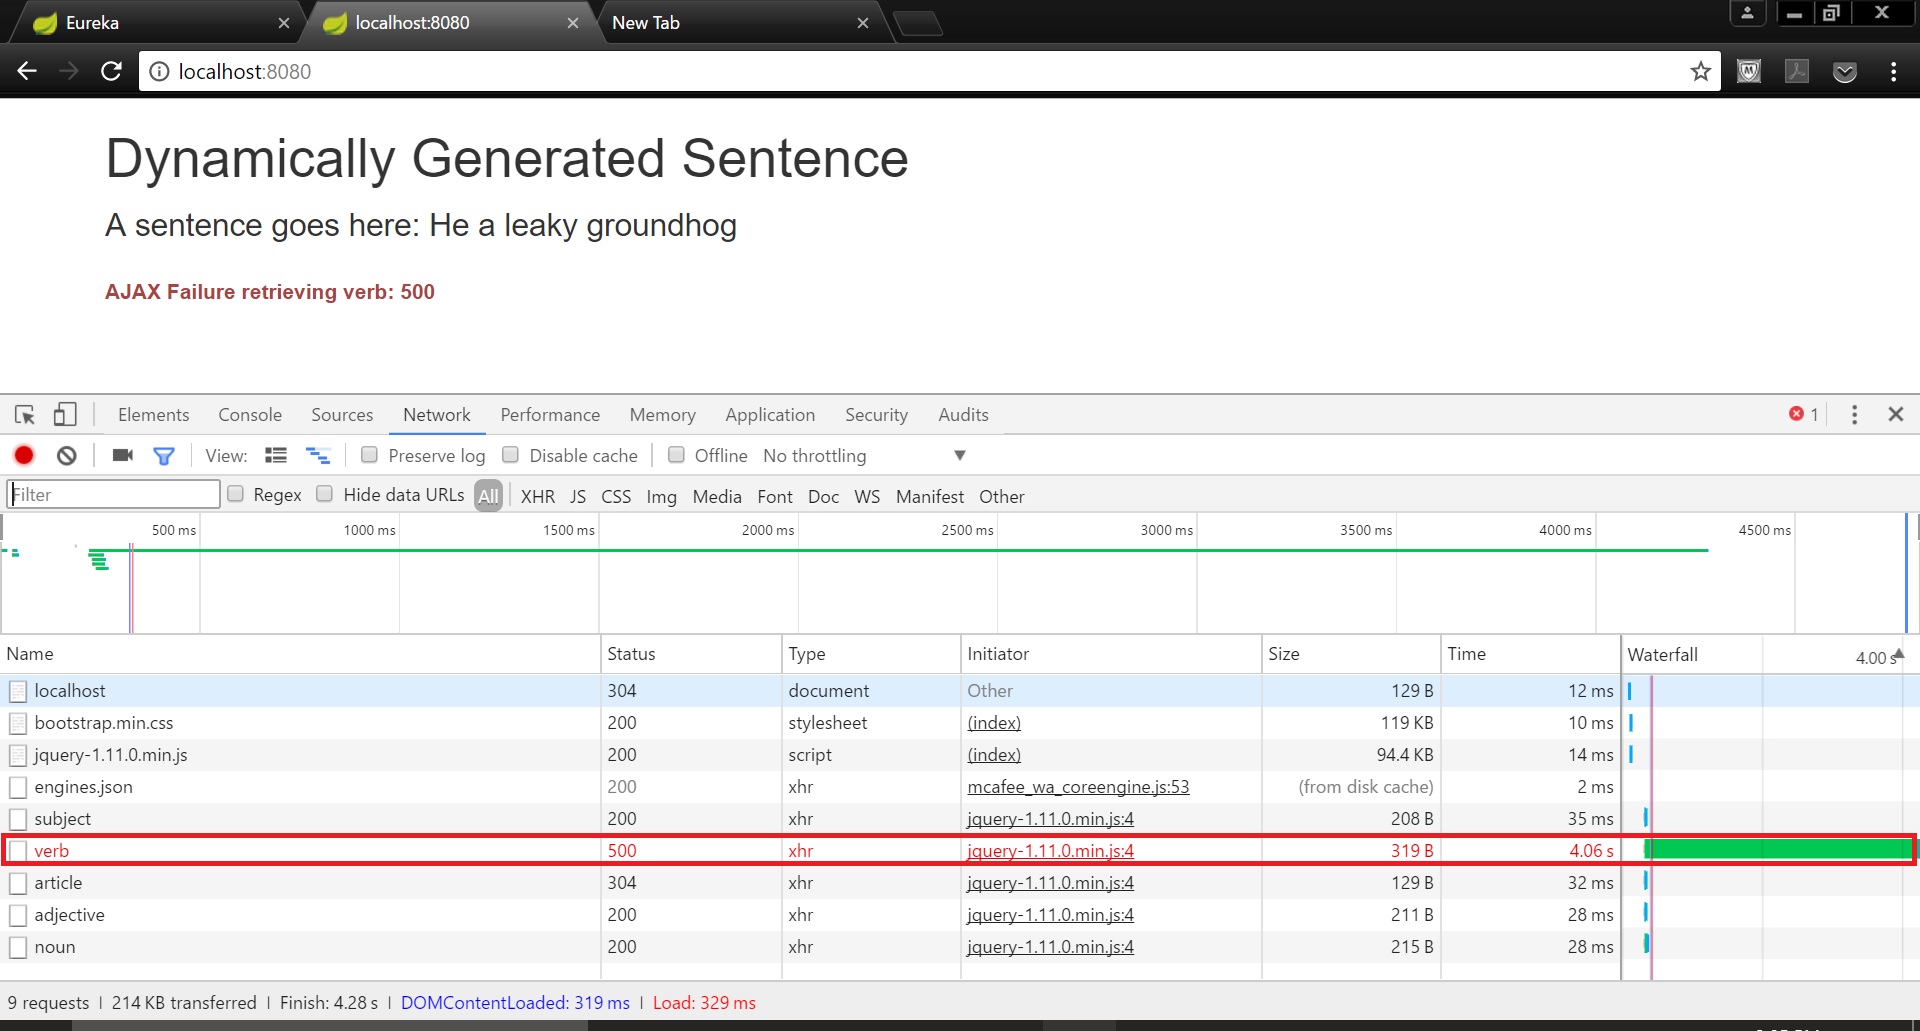 Eureka localhost:8080 New Tab
localhost:8080
Dynamically Generated Sentence
A sentence goes here: He a leaky groundhog
AJAX Failure retrieving verb: 500
Elements Console Sources Network Performance Memory Application Security Audits 1
View: Preserve log Disable cache Offline No throttling
Filter Regex Hide data URLs All XHR JS CSS Img Media Font Doc WS Manifest Other
500 ms 1000 ms 1500 ms 2000 ms 2500 ms 3000 ms 3500 ms 4000 ms 4500 ms
Name Status Type Initiator Size Time Waterfall 4.00 s
localhost 304 document Other 129 B 12 ms
bootstrap.min.css 200 stylesheet (index) 119 KB 10 ms
jquery-1.11.0.min.js 200 script (index) 94.4 KB 14 ms
engines.json 200 xhr mcafee_wa_coreengine.js:53 (from disk cache) 2 ms
subject 200 xhr jquery-1.11.0.min.js:4 208 B 35 ms
verb 500 xhr jquery-1.11.0.min.js:4 319 B 4.06 s
article 304 xhr jquery-1.11.0.min.js:4 129 B 32 ms
adjective 200 xhr jquery-1.11.0.min.js:4 211 B 28 ms
noun 200 xhr jquery-1.11.0.min.js:4 215 B 28 ms
9 requests | 214 KB transferred | Finish: 4.28 s | DOMContentLoaded: 319 ms | Load: 329 ms